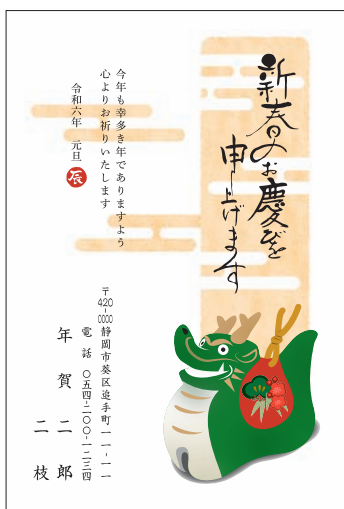 新春のお慶びを
申し上げます
今年も幸多き年でありますよう
心よりお祈りいたします
令和六年 元旦
辰
〒420-0000 静岡市葵区追手町一一-一一
電話 〇五四-二〇〇-一二三四
年賀 二郎
二枝